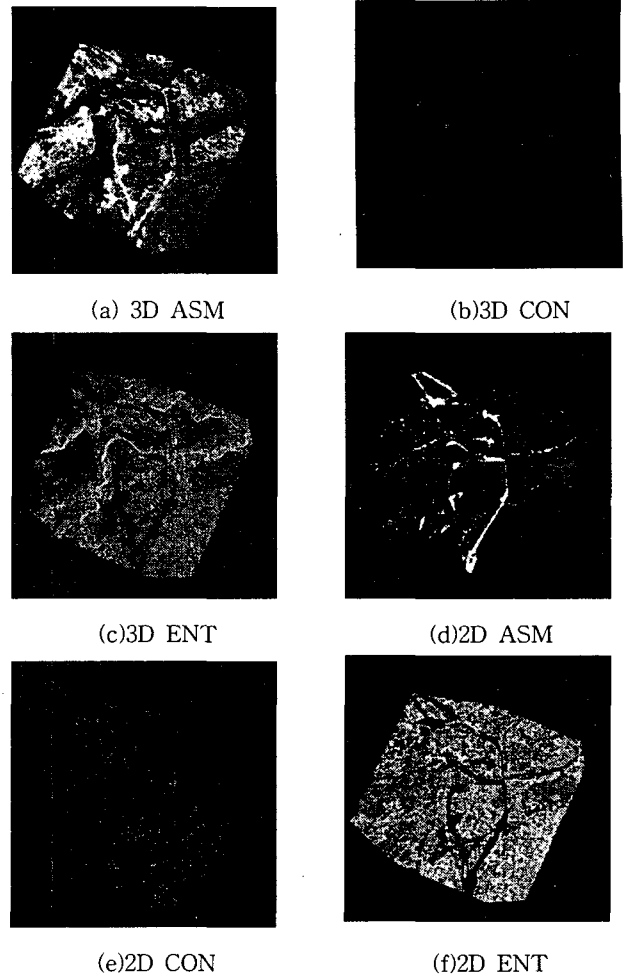 (a) 3D ASM
(b)3D CON
(c)3D ENT
(d)2D ASM
(e)2D CON
(f)2D ENT